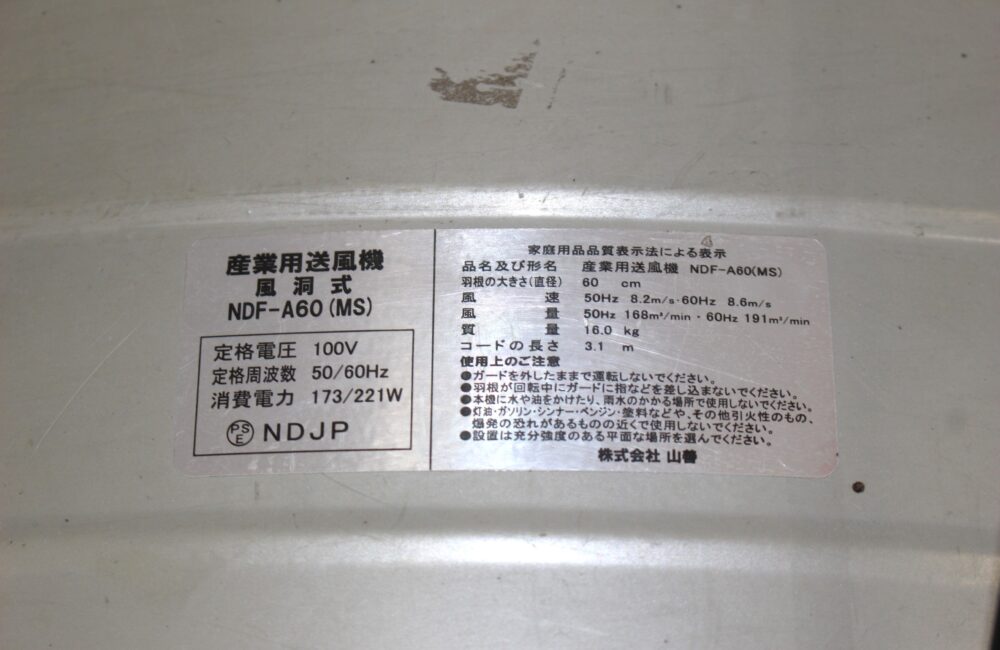 産業用送風機
風洞式
NDF-A60 (MS)
定格電圧 100V
定格周波数 50/60Hz
消費電力 173/221W
PSE NDJP
家庭用品品質表示法による表示
品名及び形名 産業用送風機 NDF-A60(MS)
羽根の大きさ(直径) 60 cm
風速 50Hz 8.2m/s・60Hz 8.6m/s
風量 50Hz 168m³/min・60Hz 191m³/min
質量 16.0 kg
コードの長さ 3.1 m
使用上のご注意
●ガードを外したままで運転しないでください。
●羽根が回転中にガードに指などを差し込まないでください。
●本機に水や油をかけたり、雨水のかかる場所で使用しないでください。
●灯油・ガソリン・シンナー・ベンジン・塗料などや、その他引火性のもの、
爆発の恐れがあるものの近くで使用しないでください。
●設置は充分強度のある平面な場所を選んでください。
株式会社 山善